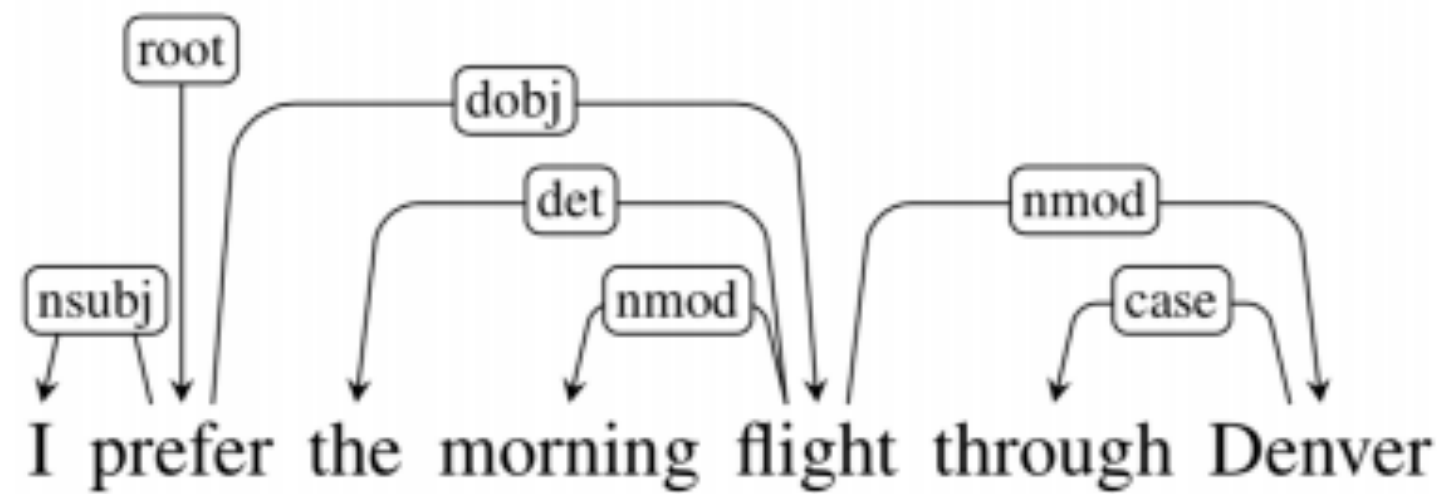 root
dobj
det nmod
nsubj nmod case
I prefer the morning flight through Denver